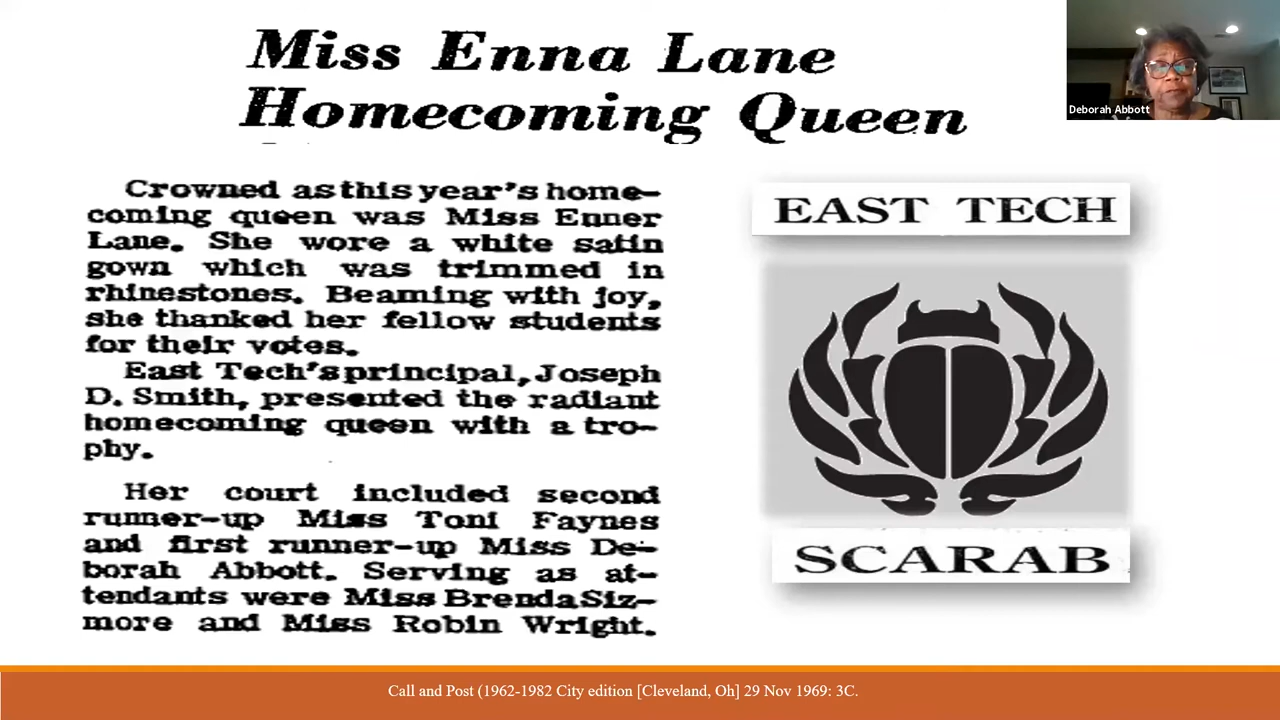 Miss Enna Lane
Homecoming Queen
Deborah Abbott
Crowned as this year's home-
coming queen was Miss Enner
Lane. She wore a white satin
gown which was trimmed in
rhinestones. Beaming with joy,
she thanked her fellow students
for their votes.
East Tech's principal, Joseph
D. Smith, presented the radiant
homecoming queen with a tro-
phy.
Her court included second
runner-up Miss Toni Faynes
and first runner-up Miss De-
borah Abbott. Serving as at-
tendants were Miss Brenda Siz-
more and Miss Robin Wright.
EAST TECH
SCARAB
Call and Post (1962-1982 City edition [Cleveland, Oh] 29 Nov 1969: 3C.